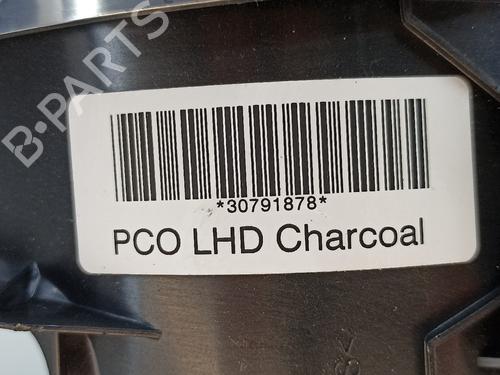 B-PARTS
*30791878*
PCO LHD Charcoal